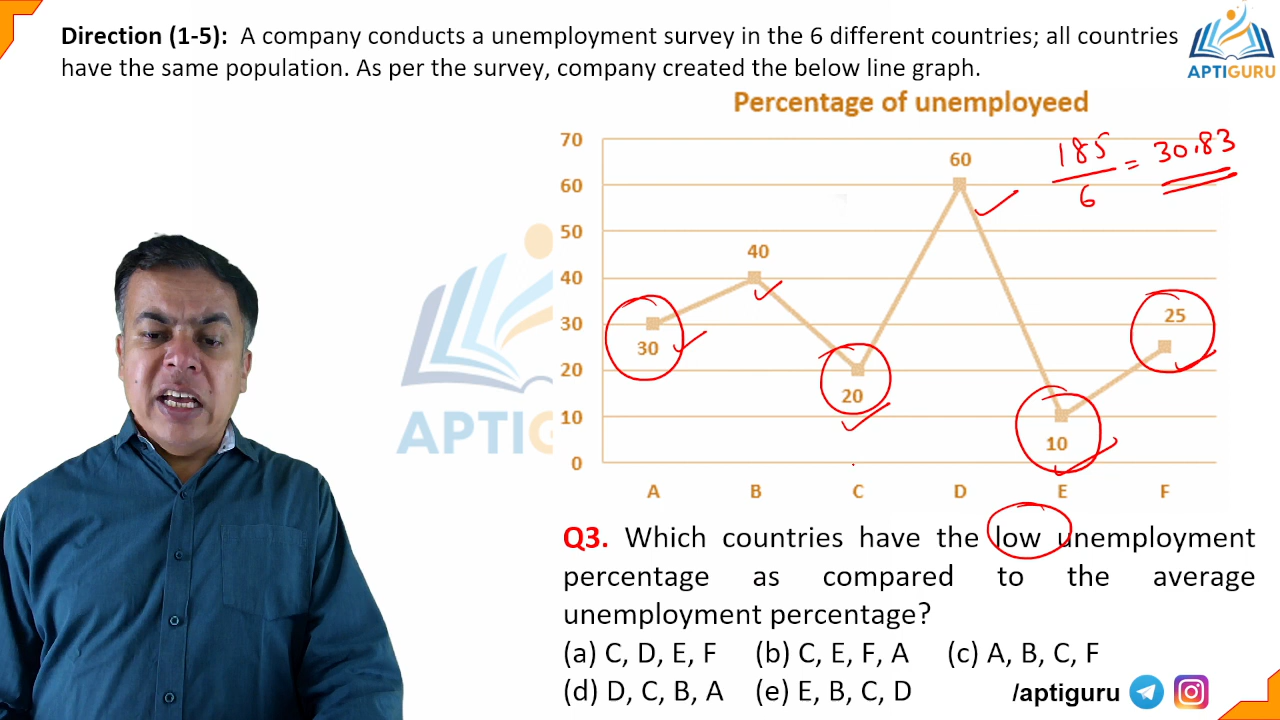 Direction (1-5): A company conducts a unemployment survey in the 6 different countries; all countries
have the same population. As per the survey, company created the below line graph.
APTIGURU
Percentage of unemployeed
70
60
50
40
30
20
10
0
30
40
20
60
10
25
185
6
= 30.83
A B C D E F
APTIG
Q3. Which countries have the low unemployment
percentage as compared to the average
unemployment percentage?
(a) C, D, E, F (b) C, E, F, A (c) A, B, C, F
(d) D, C, B, A (e) E, B, C, D
/aptiguru